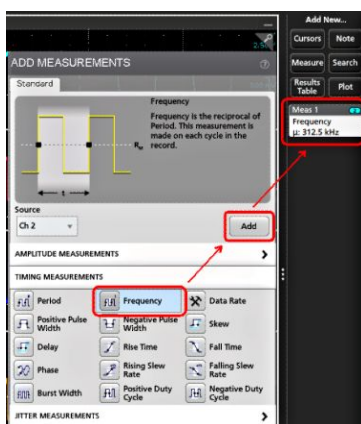 Add New...
Cursors Note
Measure Search
Results Table Plot
Meas 1
Frequency
μ: 312.5 kHz
ADD MEASUREMENTS
Standard
Frequency
Frequency is the reciprocal of
Period. This measurement is
made on each cycle in the
record.
t
Source
Ch 2
Add
AMPLITUDE MEASUREMENTS
TIMING MEASUREMENTS
Period Frequency Data Rate
Positive Pulse Width Negative Pulse Width Skew
Delay Rise Time Fall Time
Phase Rising Slew Rate Falling Slew Rate
Burst Width Positive Duty Cycle Negative Duty Cycle
JITTER MEASUREMENTS